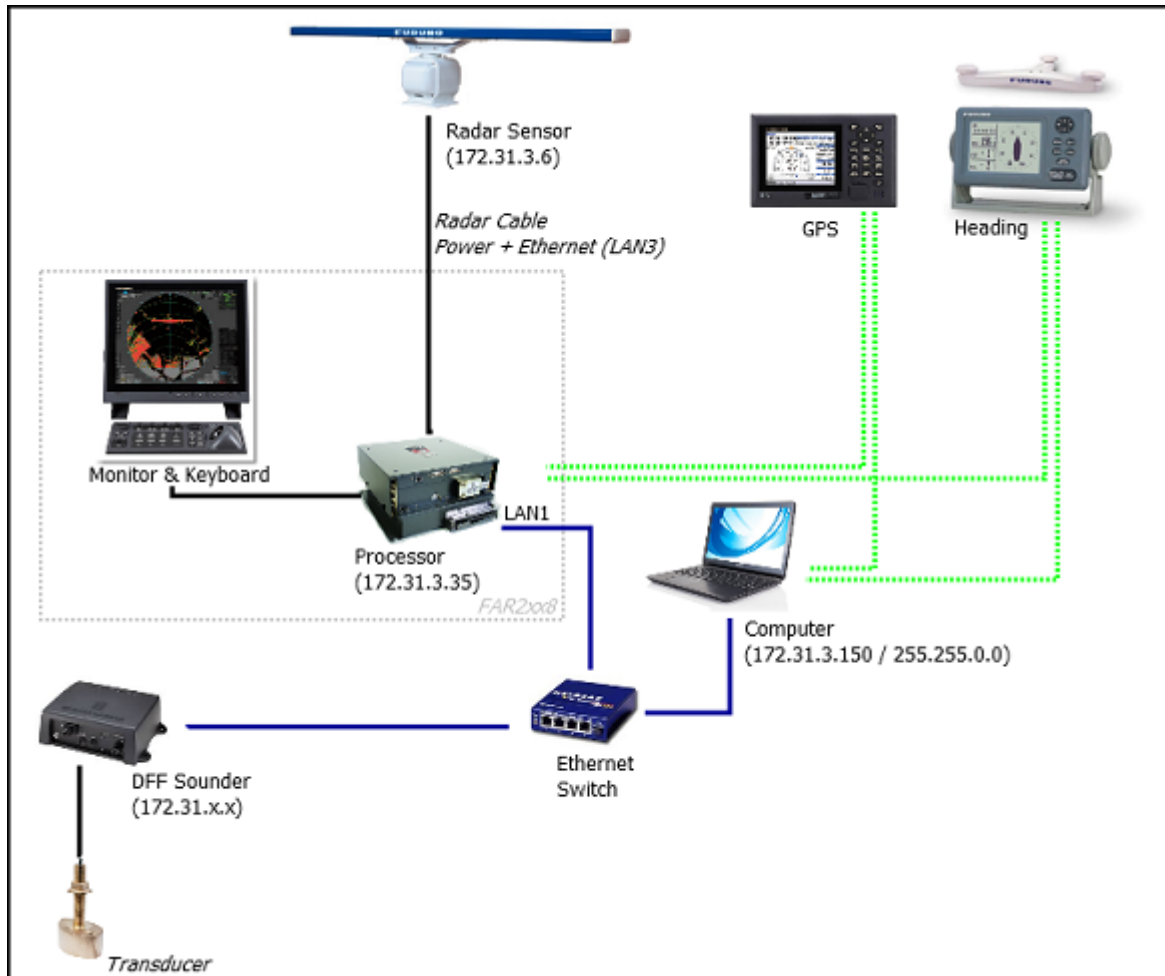 FURUNO
Radar Sensor
(172.31.3.6)
Radar Cable
Power + Ethernet (LAN3)
GPS
FURUNO
Heading
Monitor & Keyboard
LAN1
Processor
(172.31.3.35)
FAR2xx8
Computer
(172.31.3.150 / 255.255.0.0)
DFF Sounder
(172.31.x.x)
Ethernet
Switch
Transducer